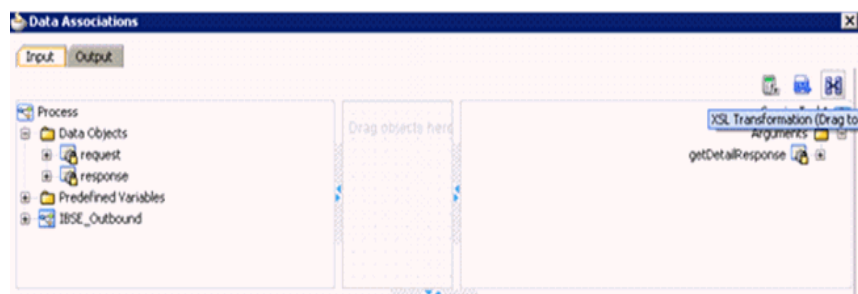 Data Associations
Input Output
Process
Data Objects
request
response
Predefined Variables
IBSE_Outbound
Drag objects here
XSL Transformation (Drag to
Arguments
getDetailResponse